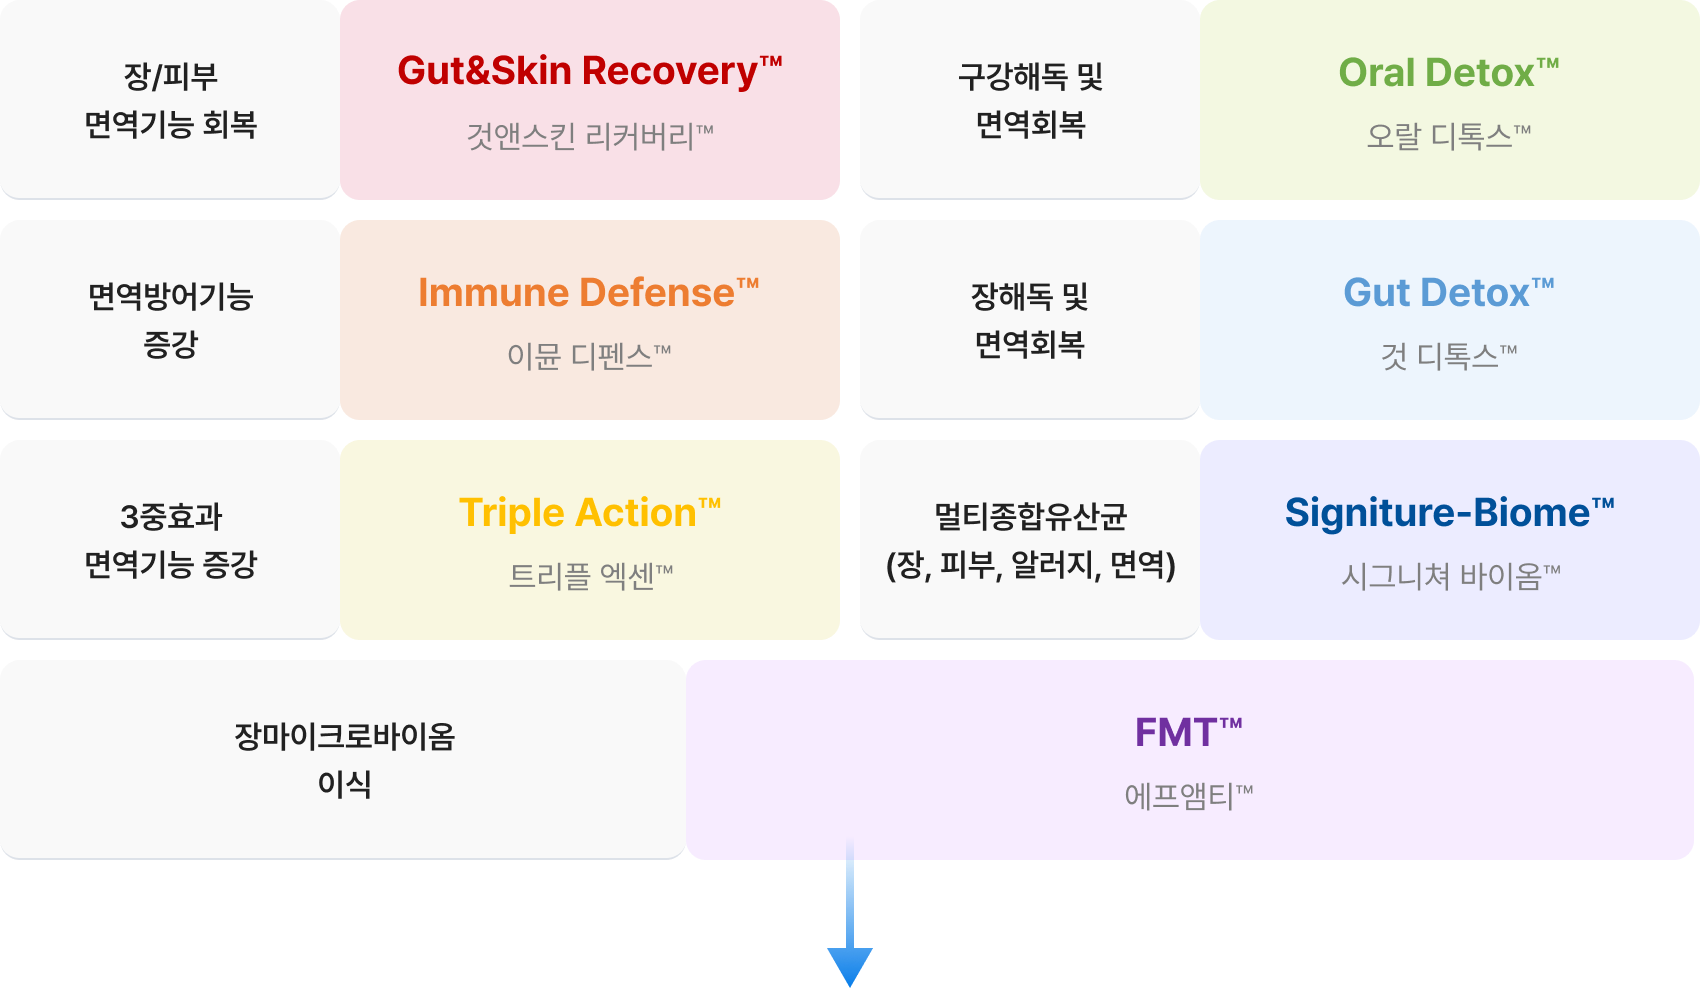 장/피부
면역기능 회복
Gut&Skin Recovery™
것앤스킨 리커버리™
구강해독 및
면역회복
Oral Detox™
오랄 디톡스™
면역방어기능
증강
Immune Defense™
이뮨 디펜스™
장해독 및
면역회복
Gut Detox™
것 디톡스™
3중효과
면역기능 증강
Triple Action™
트리플 엑센™
멀티종합유산균
(장, 피부, 알러지, 면역)
Signiture-Biome™
시그니쳐 바이옴™
장마이크로바이옴
이식
FMT™
에프앰티™